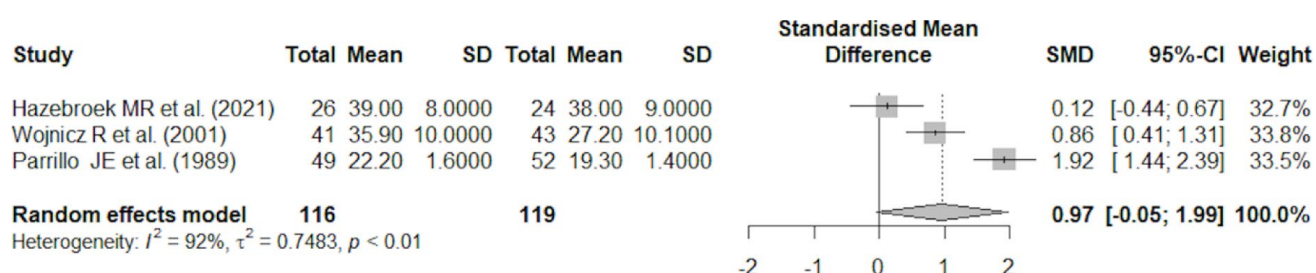 Standardised Mean
Study Total Mean SD Total Mean SD Difference SMD 95%-CI Weight
Hazebroek MR et al. (2021) 26 39.00 8.0000 24 38.00 9.0000 0.12 [-0.44; 0.67] 32.7%
Wojnicz R et al. (2001) 41 35.90 10.0000 43 27.20 10.1000 0.86 [ 0.41; 1.31] 33.8%
Parrillo JE et al. (1989) 49 22.20 1.6000 52 19.30 1.4000 1.92 [ 1.44; 2.39] 33.5%
Random effects model 116 119 0.97 [-0.05; 1.99] 100.0%
Heterogeneity: I² = 92%, τ² = 0.7483, p < 0.01
-2 -1 0 1 2